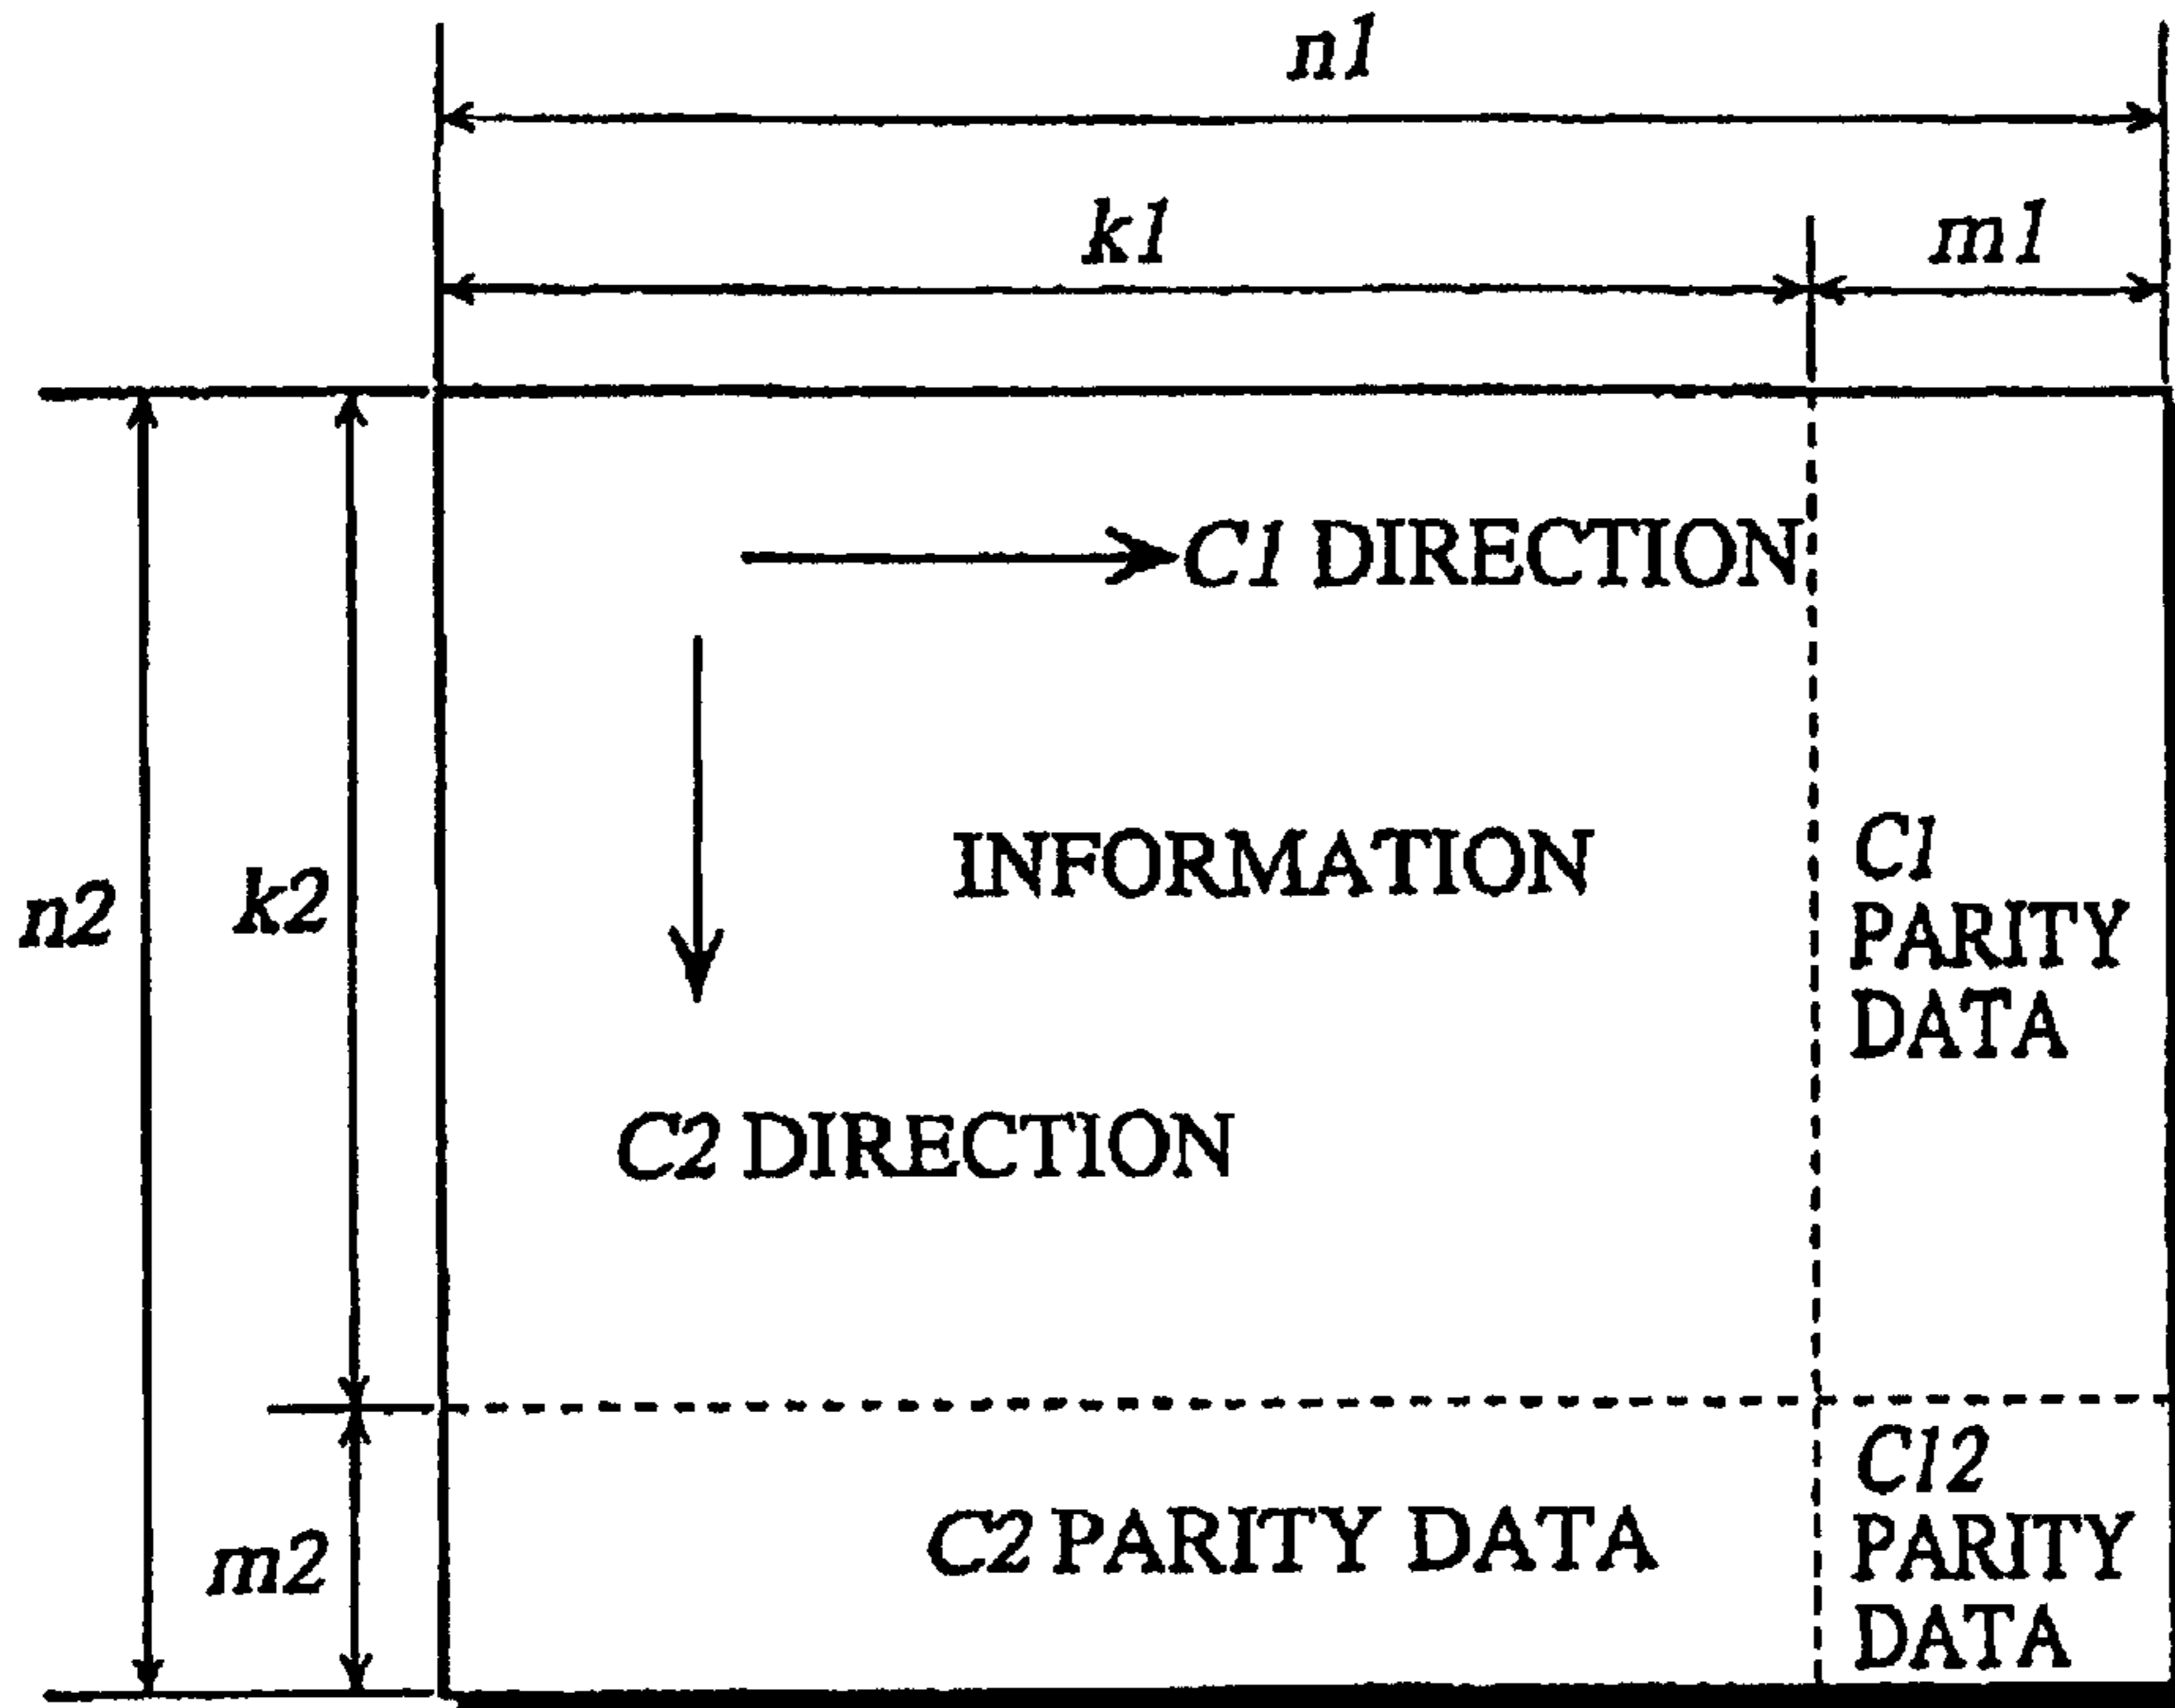 n1
k1
m1
C1 DIRECTION
INFORMATION
C1
PARITY
DATA
n2
k2
C2 DIRECTION
C12
PARITY
DATA
C2 PARITY DATA
m2